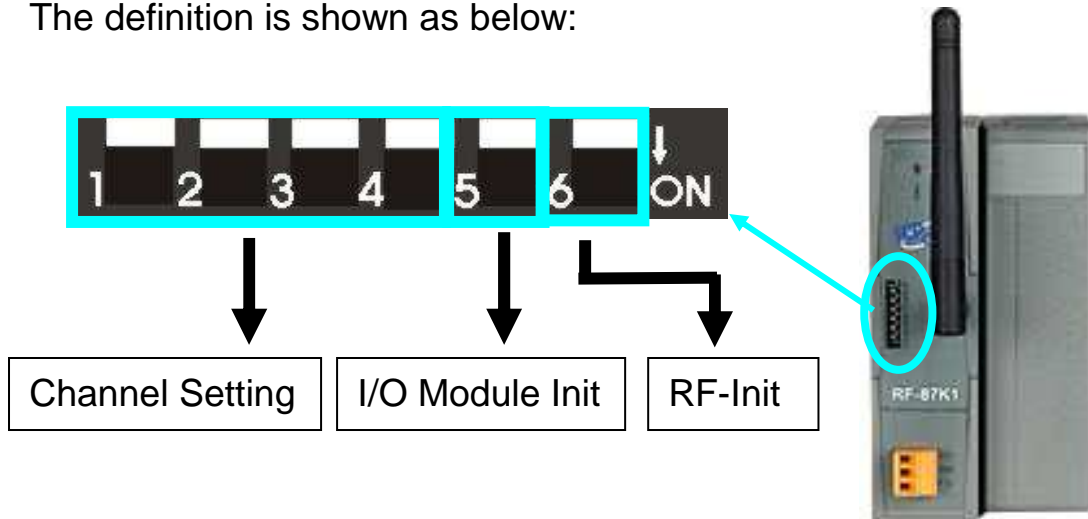 The definition is shown as below:
1 2 3 4 5 6 ON
Channel Setting
I/O Module Init
RF-Init
RF-87K1